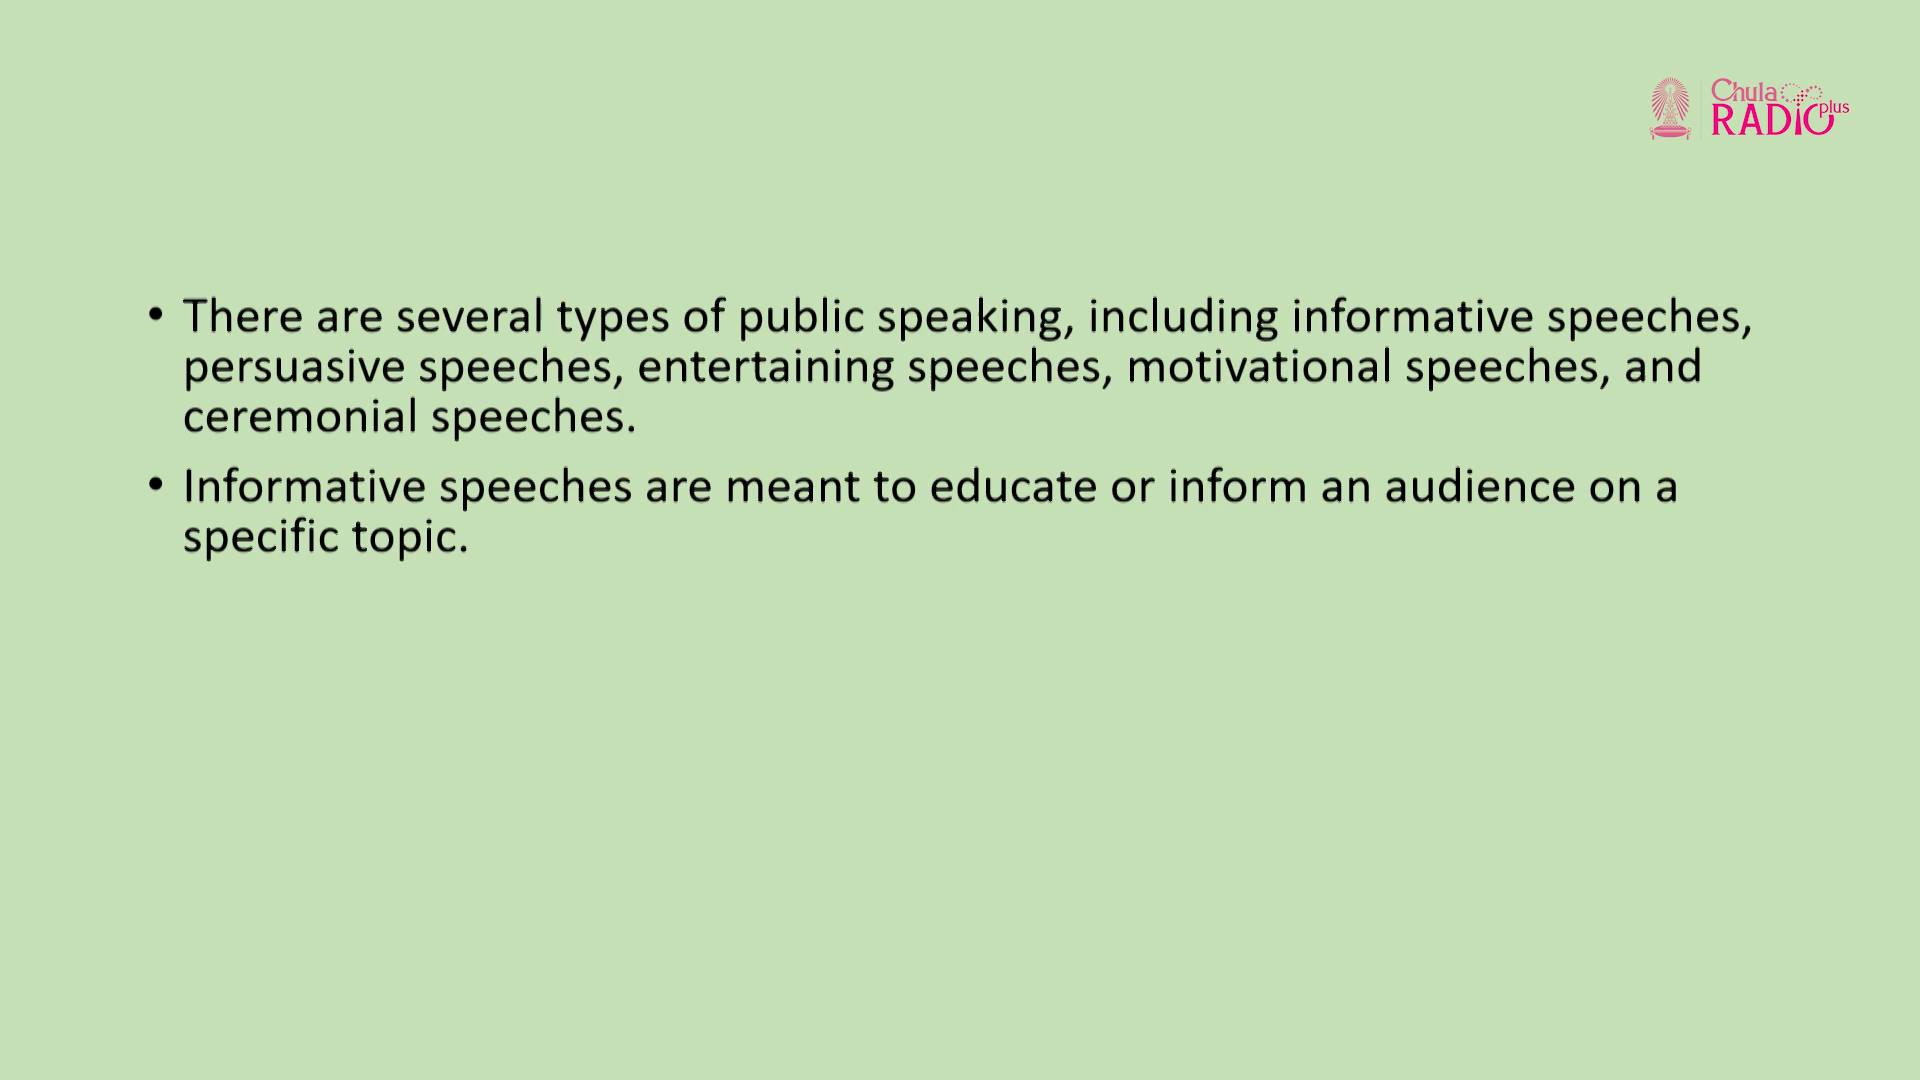 Chula
RADIO plus
• There are several types of public speaking, including informative speeches,
persuasive speeches, entertaining speeches, motivational speeches, and
ceremonial speeches.
• Informative speeches are meant to educate or inform an audience on a
specific topic.